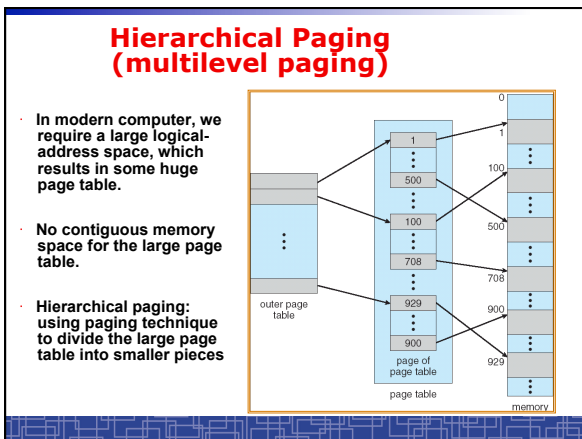 Hierarchical Paging
(multilevel paging)
· In modern computer, we
require a large logical-
address space, which
results in some huge
page table.
· No contiguous memory
space for the large page
table.
· Hierarchical paging:
using paging technique
to divide the large page
table into smaller pieces
outer page
table
1
500
100
708
929
900
page of
page table
page table
0
1
100
500
708
900
929
memory